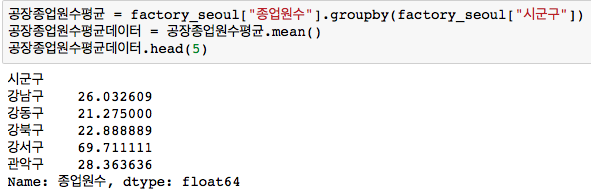 공장종업원수평균 = factory_seoul["종업원수"].groupby(factory_seoul["시군구"])
공장종업원수평균데이터 = 공장종업원수평균.mean()
공장종업원수평균데이터.head(5)
시군구
강남구    26.032609
강동구    21.275000
강북구    22.888889
강서구    69.711111
관악구    28.363636
Name: 종업원수, dtype: float64